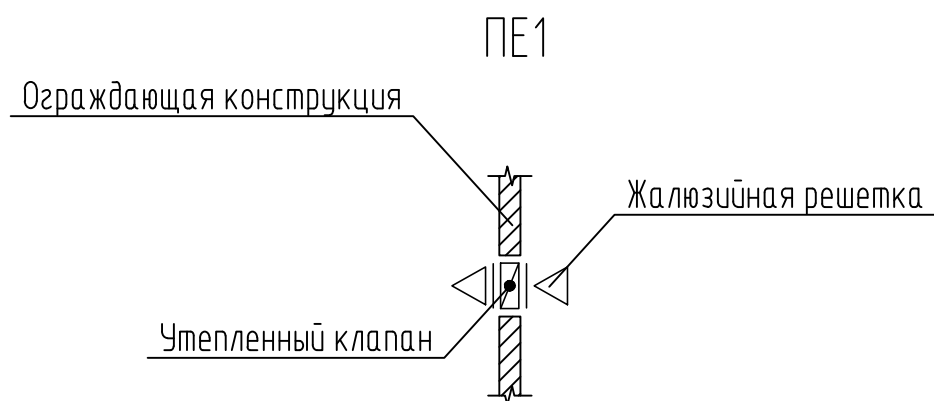 ПЕ1
Ограждающая конструкция
Жалюзийная решетка
Утепленный клапан